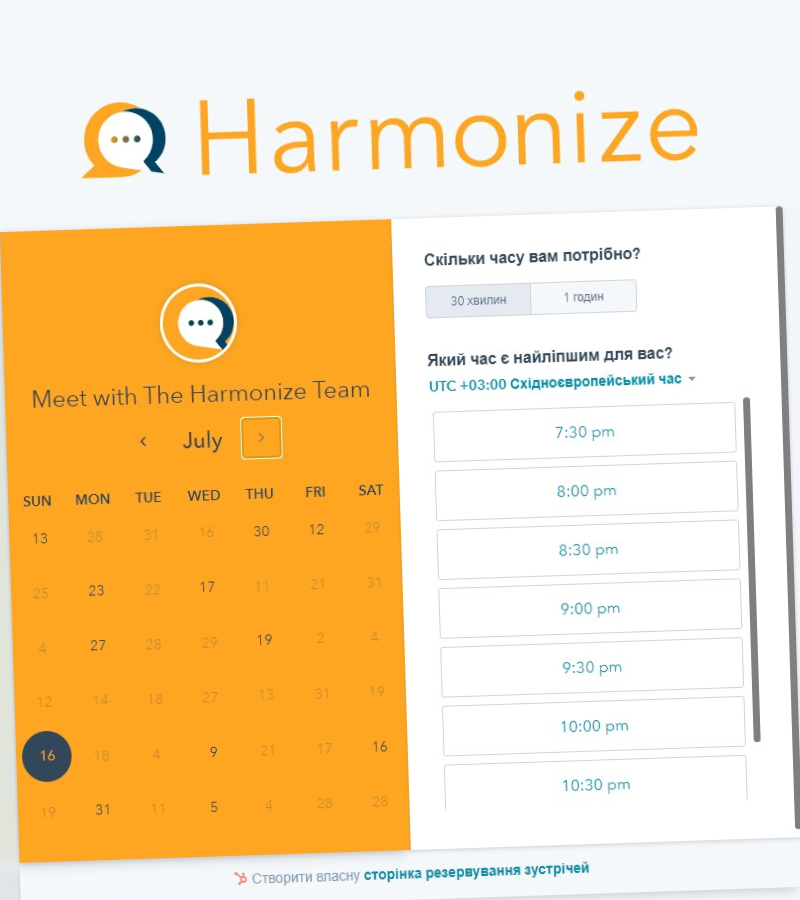 Harmonize
Meet with The Harmonize Team
July
SUN MON TUE WED THU FRI SAT
13 28 31 16 30 12 29
25 23 22 17 11 21 31
4 27 28 29 19 2 4
12 14 18 27 13 31 19
16 18 4 9 21 17 16
19 31 11 5 4 28 28
Скільки часу вам потрібно?
30 хвилин 1 годин
Який час є найліпшим для вас?
UTC +03:00 Східноєвропейський час
7:30 pm
8:00 pm
8:30 pm
9:00 pm
9:30 pm
10:00 pm
10:30 pm
Створити власну сторінка резервування зустрічей